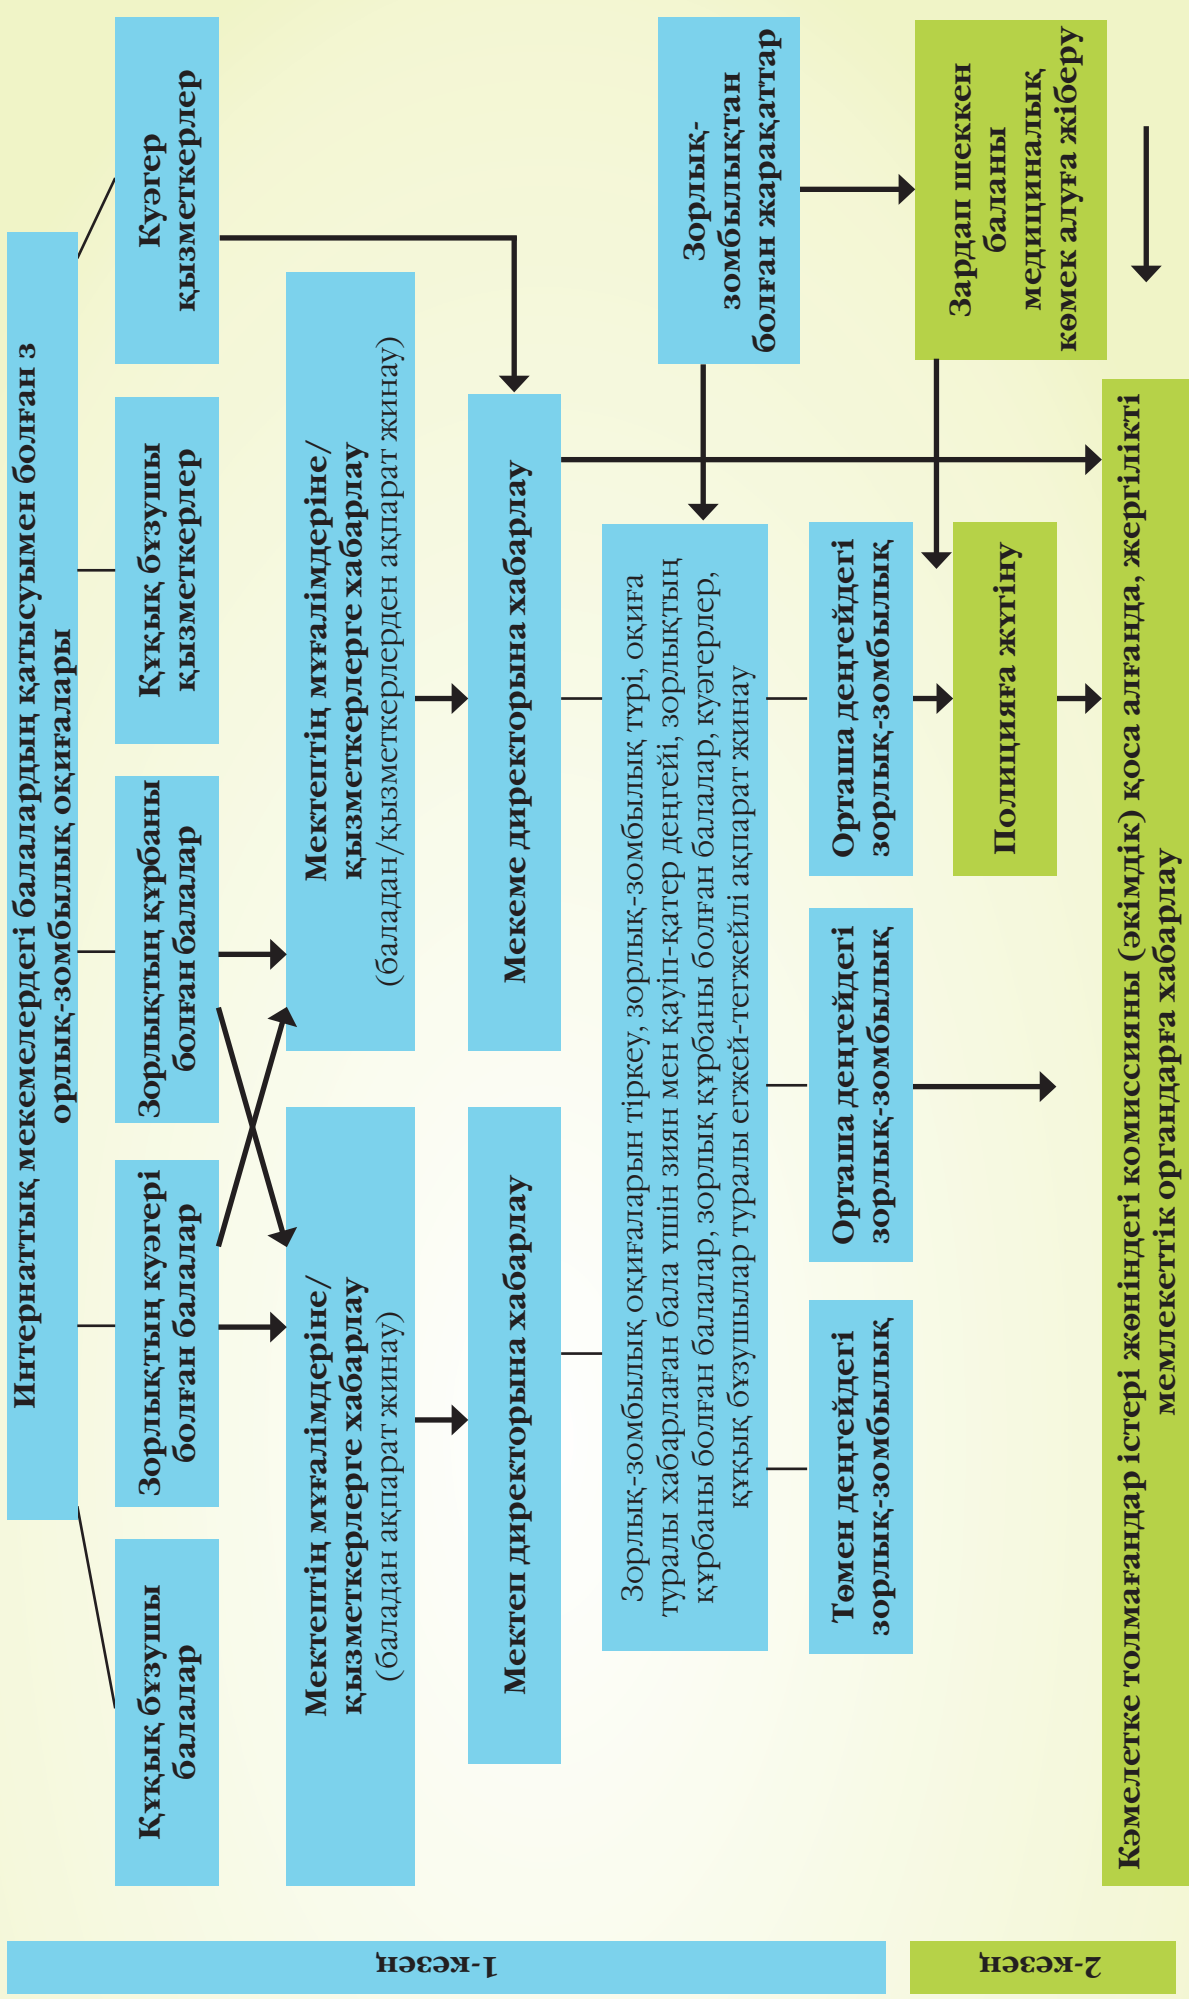 Интернаттық мекемелердегі балалардың қатысуымен болған з
орлық-зомбылық оқиғалары
Құқық бұзушы
балалар
Зорлықтың куәгері
болған балалар
Зорлықтың құрбаны
болған балалар
Құқық бұзушы
қызметкерлер
Куәгер
қызметкерлер
Мектептің мұғалімдеріне/
қызметкерлерге хабарлау
(баладан ақпарат жинау)
Мектептің мұғалімдеріне/
қызметкерлерге хабарлау
(баладан/қызметкерлерден ақпарат жинау)
Мектеп директорына хабарлау
Мекеме директорына хабарлау
Зорлық-зомбылық оқиғаларын тіркеу, зорлық-зомбылық түрі, оқиға
туралы хабарлаған бала үшін зиян мен қауіп-қатер деңгейі, зорлықтың
құрбаны болған балалар, зорлық құрбаны болған балалар, куәгерлер,
құқық бұзушылар туралы егжей-тегжейлі ақпарат жинау
Зорлық-
зомбылықтан
болған жарақаттар
Төмен деңгейдегі
зорлық-зомбылық
Орташа деңгейдегі
зорлық-зомбылық
Орташа деңгейдегі
зорлық-зомбылық
Зардап шеккен
баланы
медициналық
көмек алуға жіберу
Полицияға жүгіну
Кәмелетке толмағандар істері жөніндегі комиссияны (әкімдік) қоса алғанда, жергілікті
мемлекеттік органдарға хабарлау
1-кезең
2-кезең